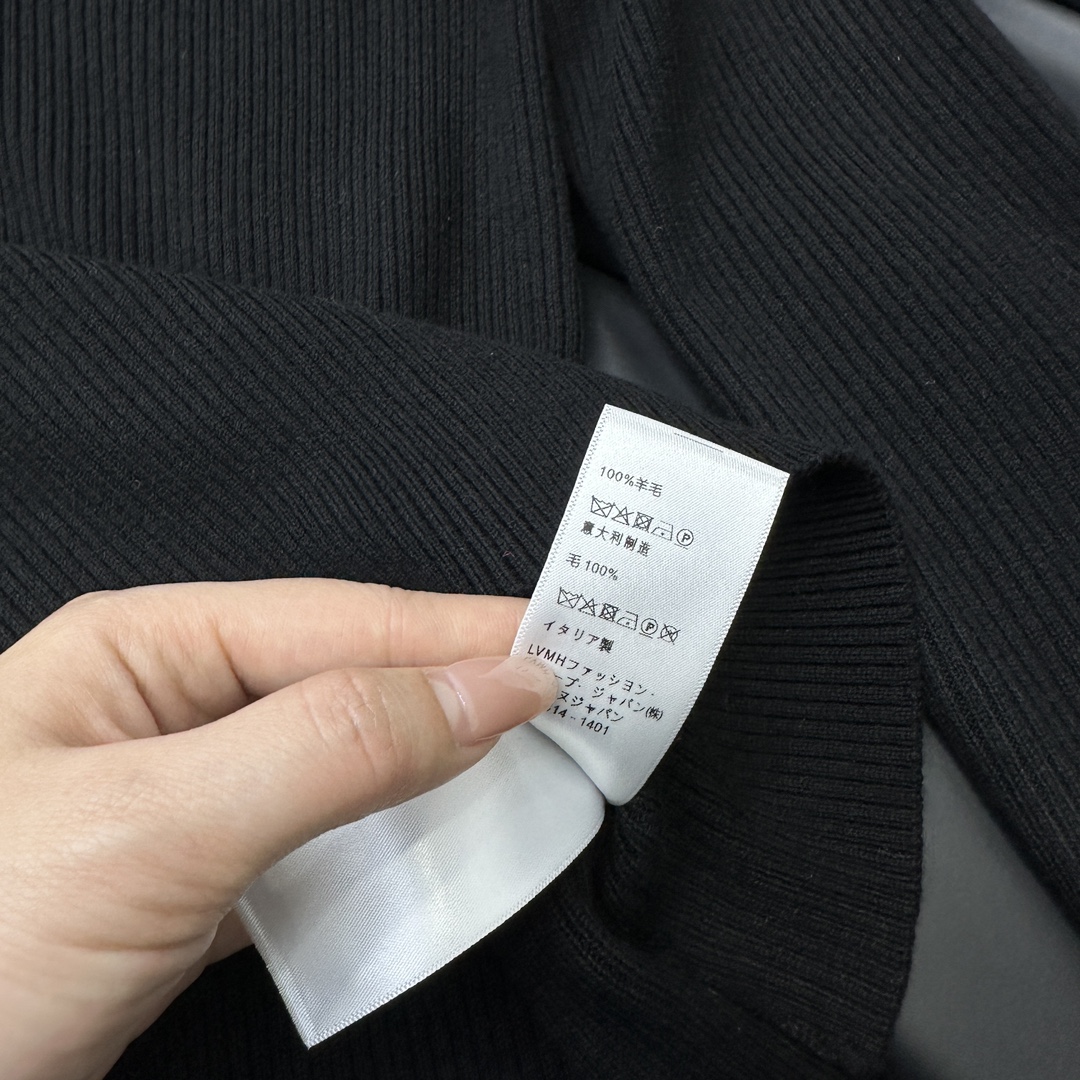 100%羊毛
P
意大利制造
毛 100%
P
イタリア製
LVMHファッション・
プ・ジャパン(株)
ヌジャパン
14-1401